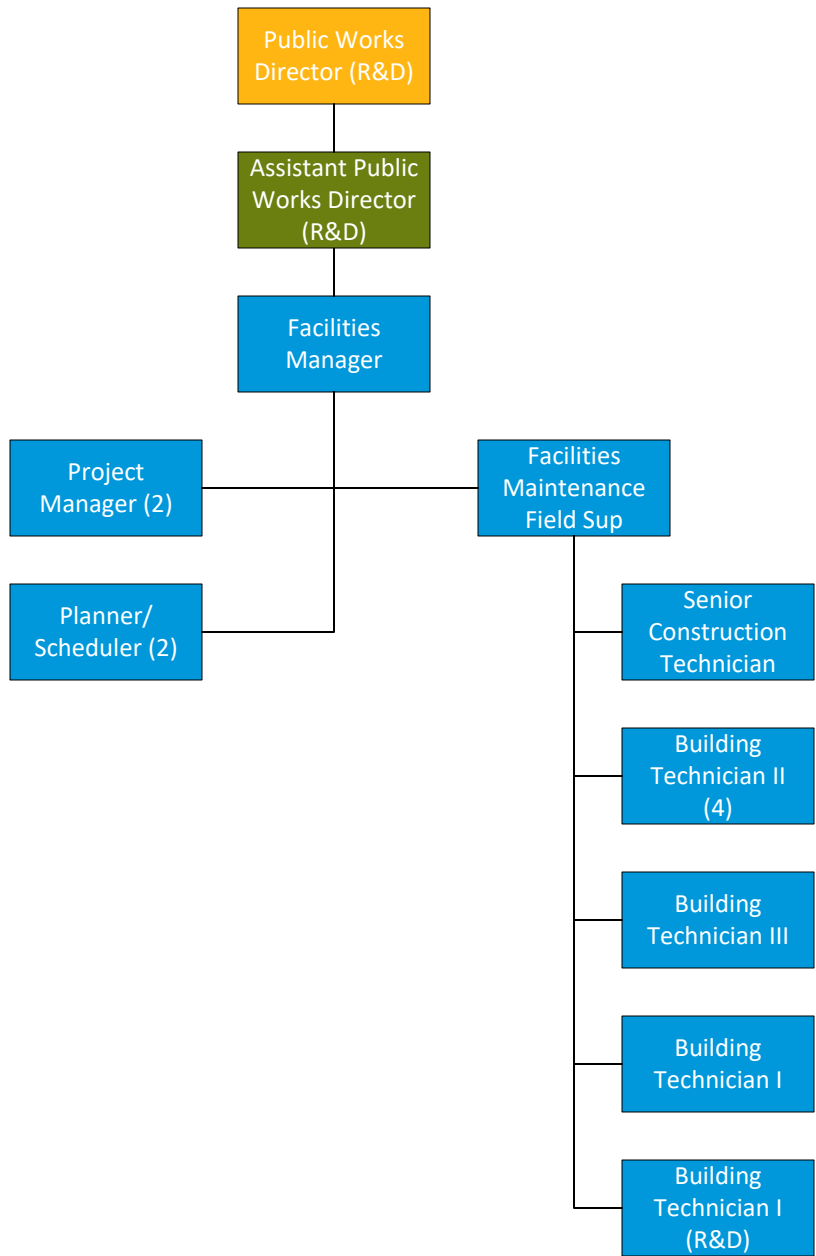 Public Works
Director (R&D)
Assistant Public
Works Director
(R&D)
Facilities
Manager
Project
Manager (2)
Facilities
Maintenance
Field Sup
Planner/
Scheduler (2)
Senior
Construction
Technician
Building
Technician II
(4)
Building
Technician III
Building
Technician I
Building
Technician I
(R&D)